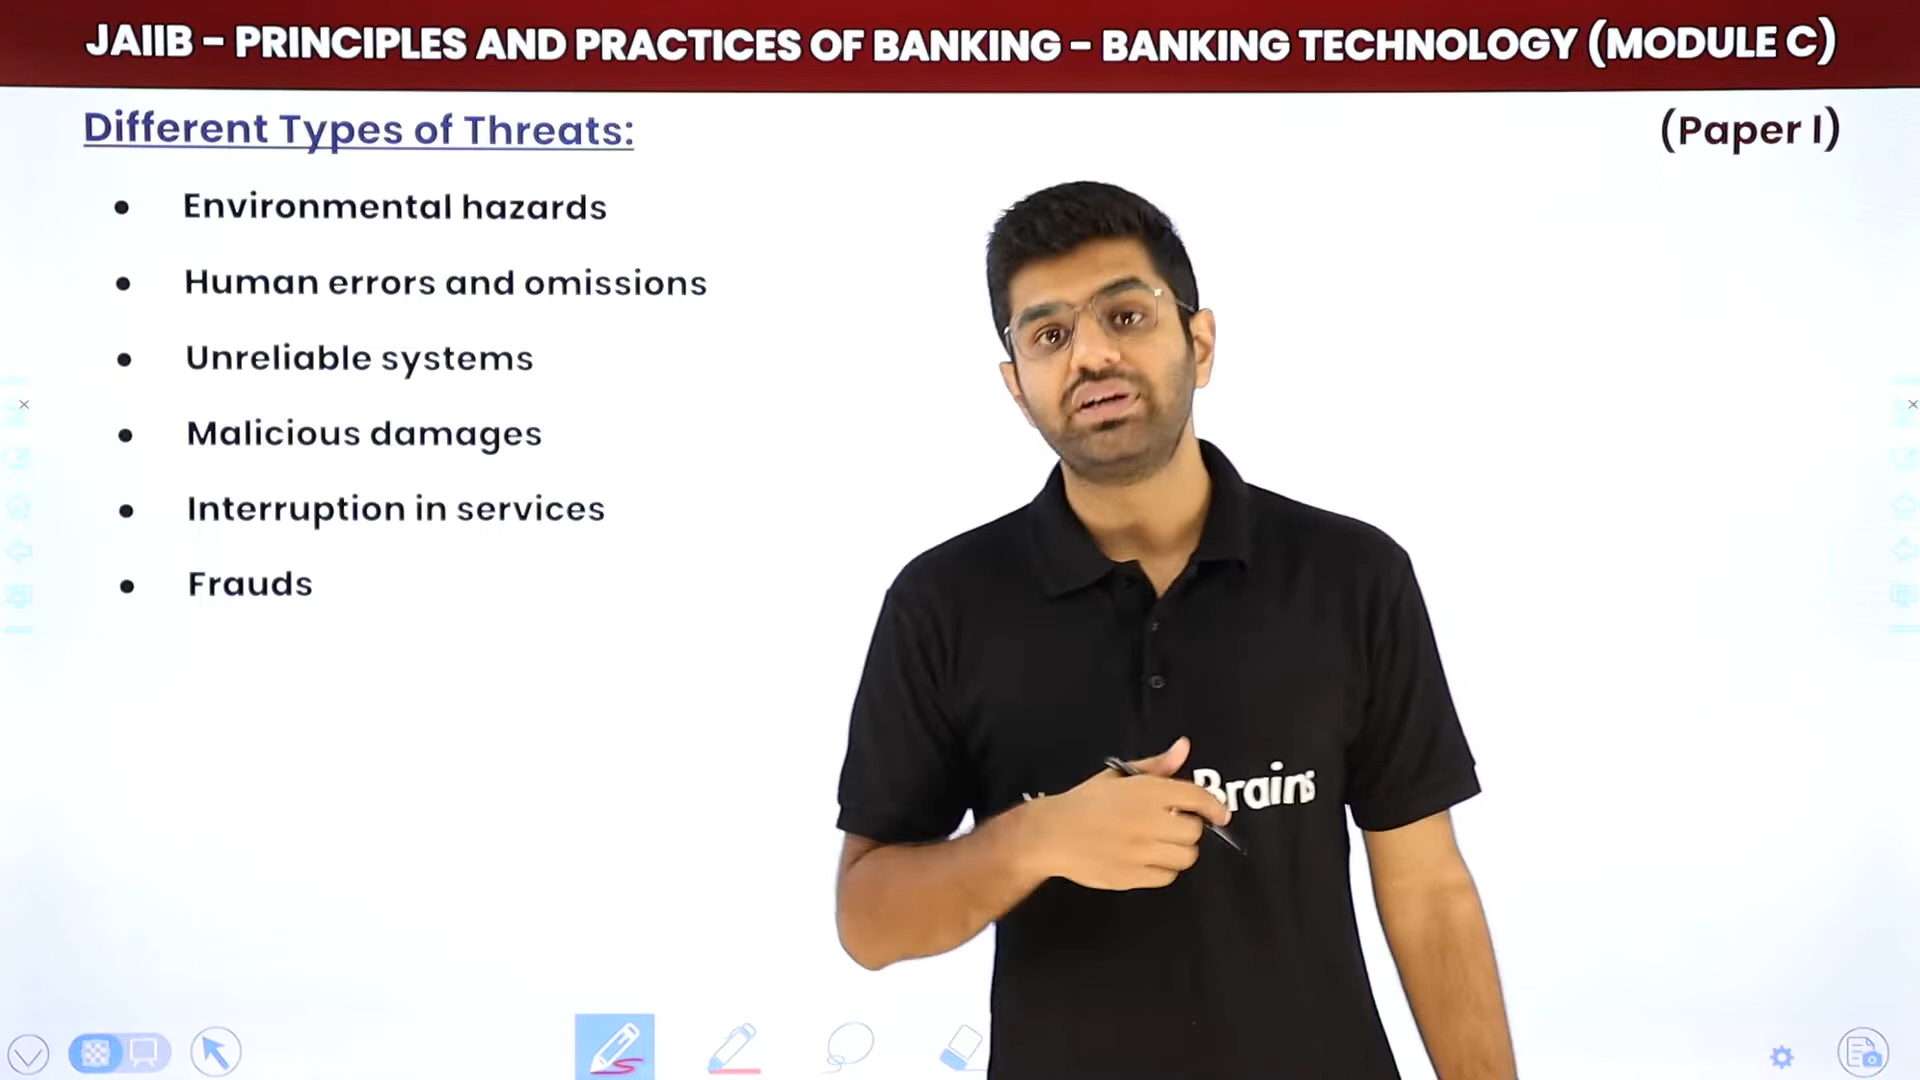 JAIIB - PRINCIPLES AND PRACTICES OF BANKING - BANKING TECHNOLOGY (MODULE C)
Different Types of Threats:
(Paper I)
• Environmental hazards
• Human errors and omissions
• Unreliable systems
• Malicious damages
• Interruption in services
• Frauds
Brains